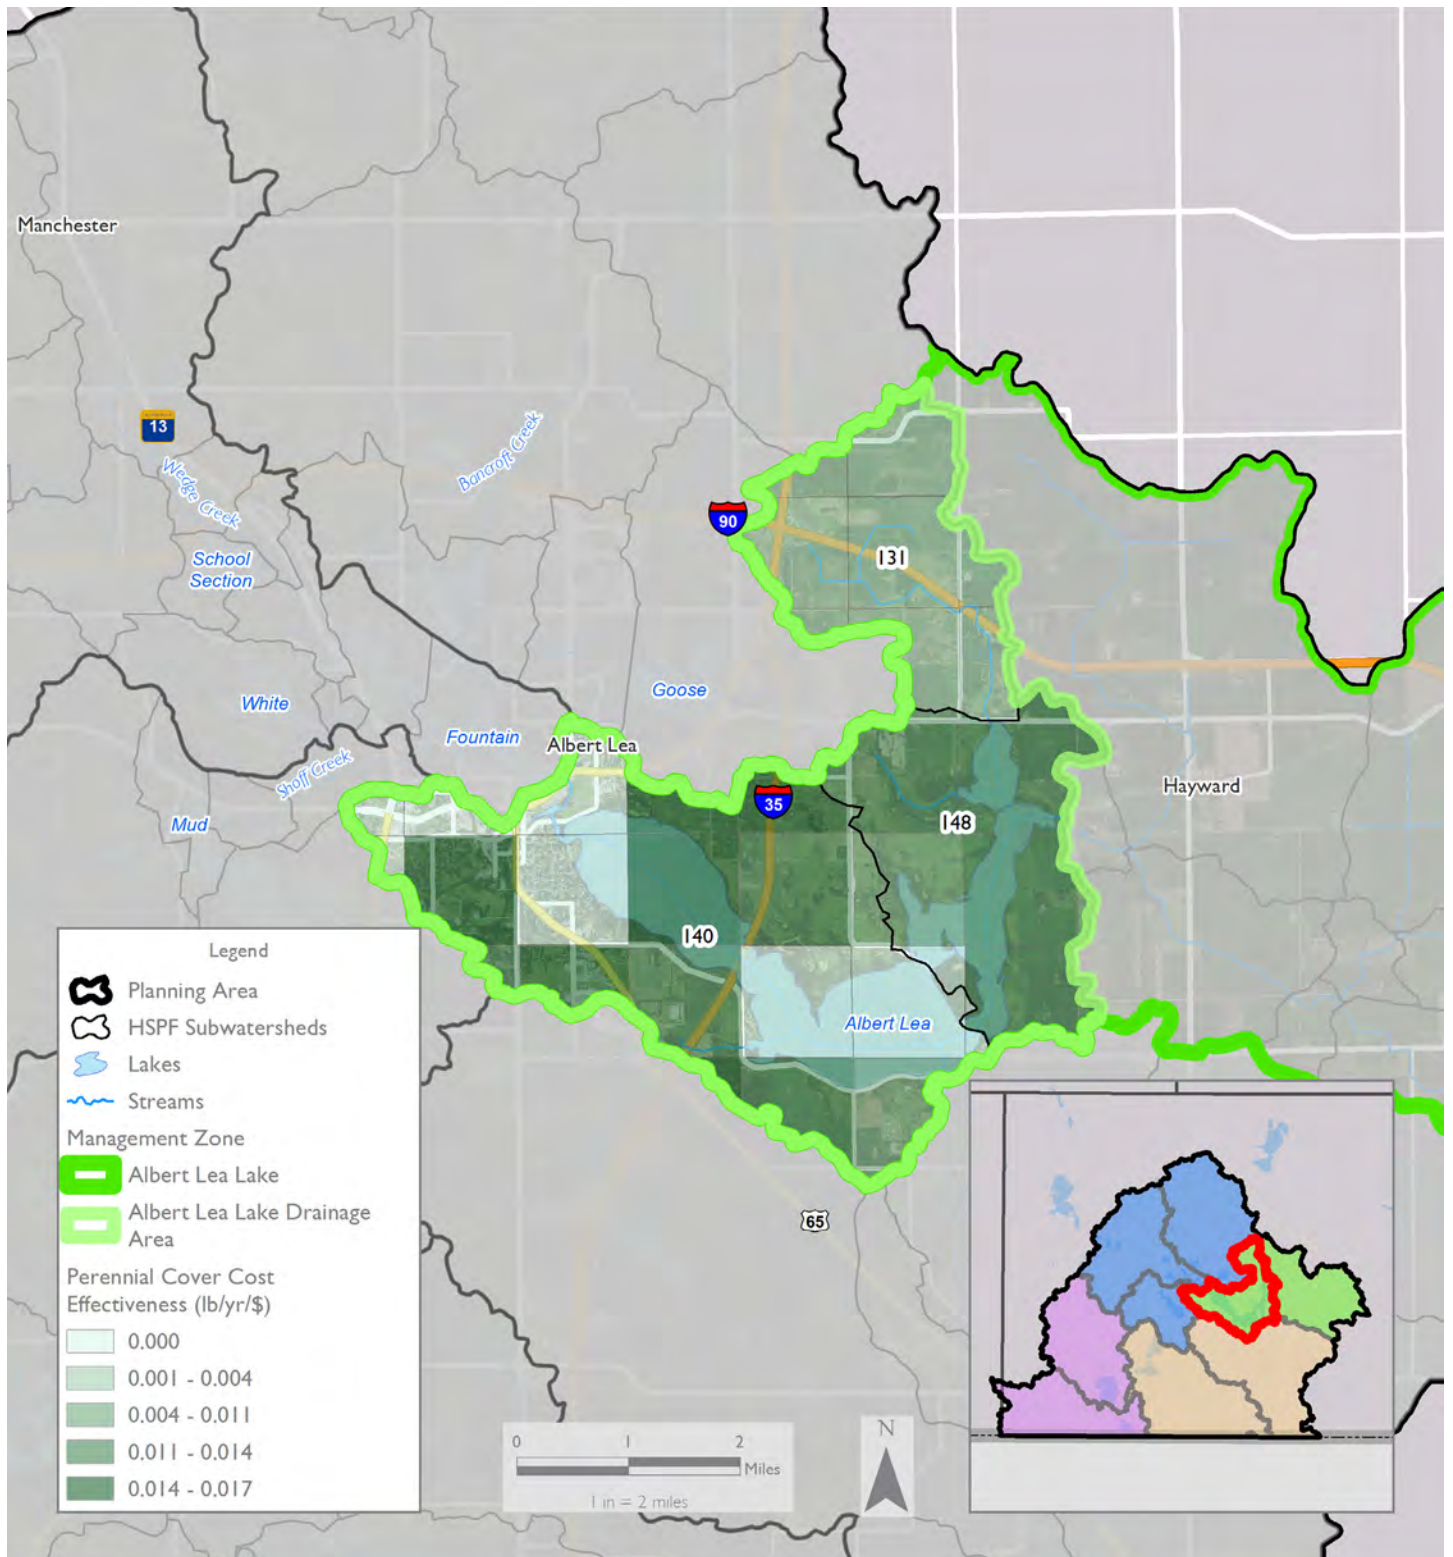 Manchester
13
Wedge Creek
School
Section
Bancroft Creek
90
131
White
Goose
Fountain
Albert Lea
Shoff Creek
Mud
35
148
Hayward
140
Albert Lea
65
Legend
Planning Area
HSPF Subwatersheds
Lakes
Streams
Management Zone
Albert Lea Lake
Albert Lea Lake Drainage
Area
Perennial Cover Cost
Effectiveness (lb/yr/$)
0.000
0.001 - 0.004
0.004 - 0.011
0.011 - 0.014
0.014 - 0.017
0 1 2
Miles
1 in = 2 miles
N